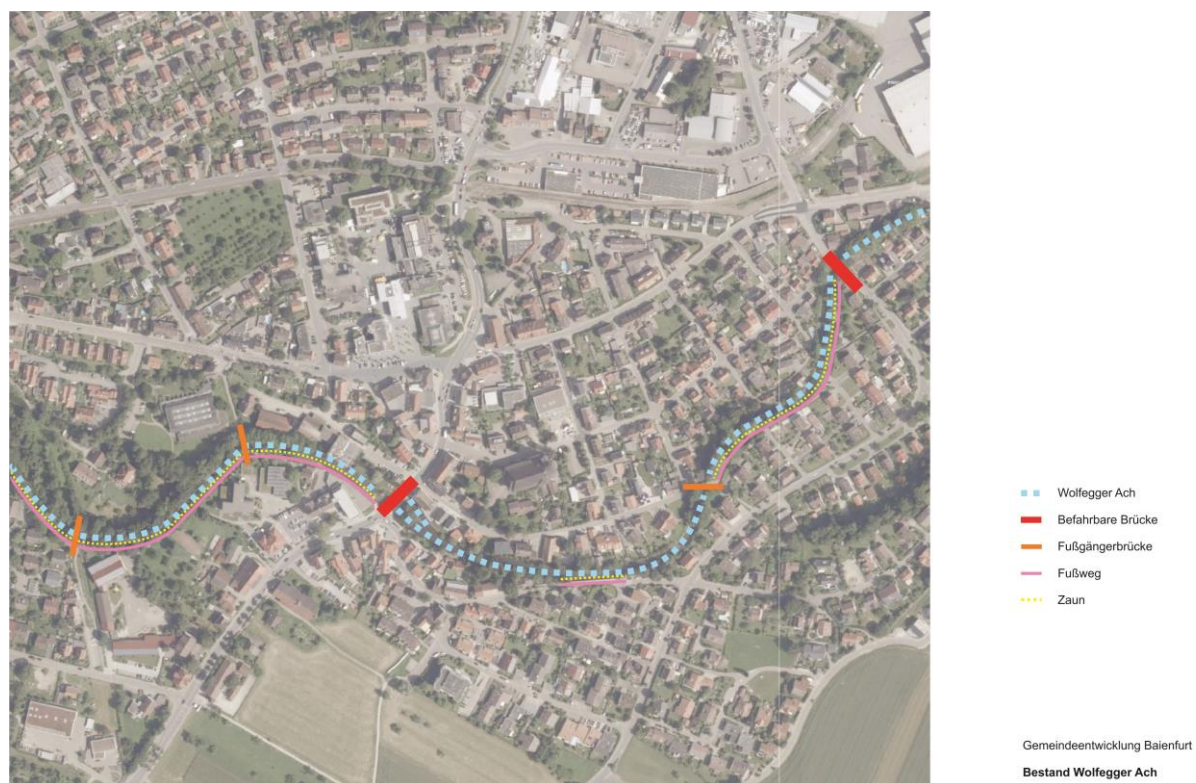 Wolfegger Ach
Befahrbare Brücke
Fußgängerbrücke
Fußweg
Zaun
Gemeindeentwicklung Baienfurt
Bestand Wolfegger Ach